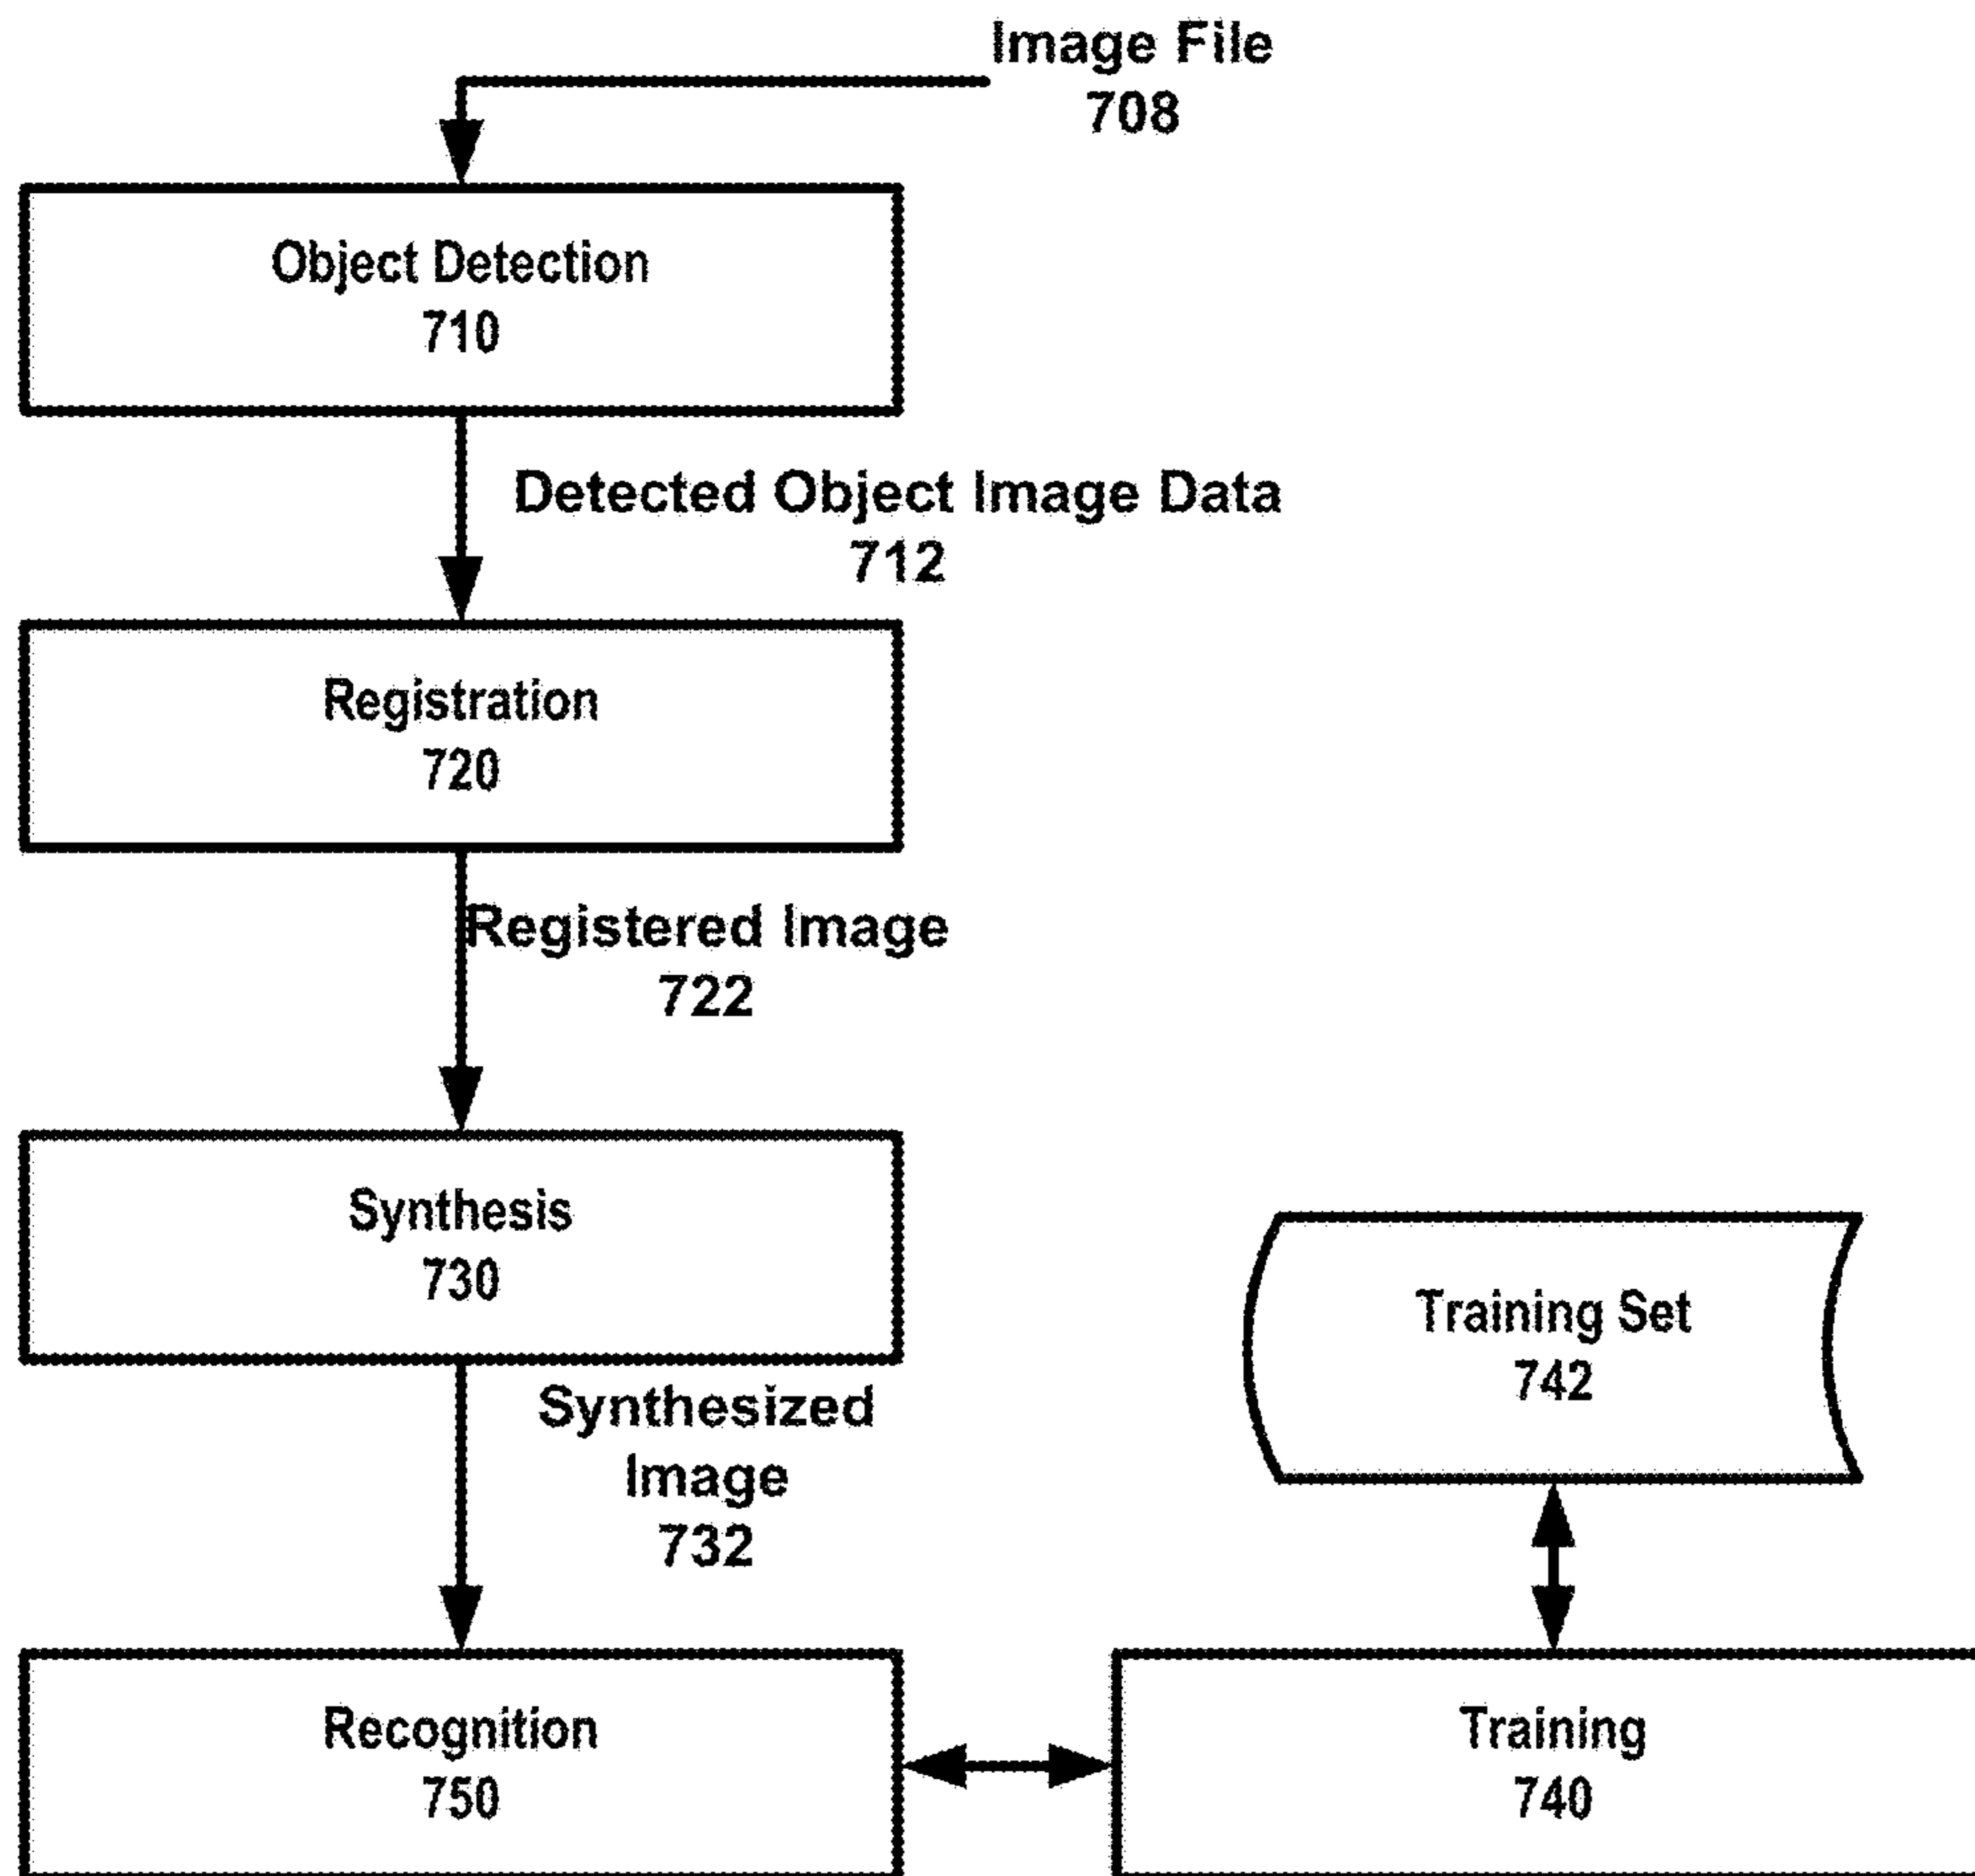 Image File
708
Object Detection
710
Detected Object Image Data
712
Registration
720
Registered Image
722
Synthesis
730
Synthesized
Image
732
Training Set
742
Recognition
750
Training
740